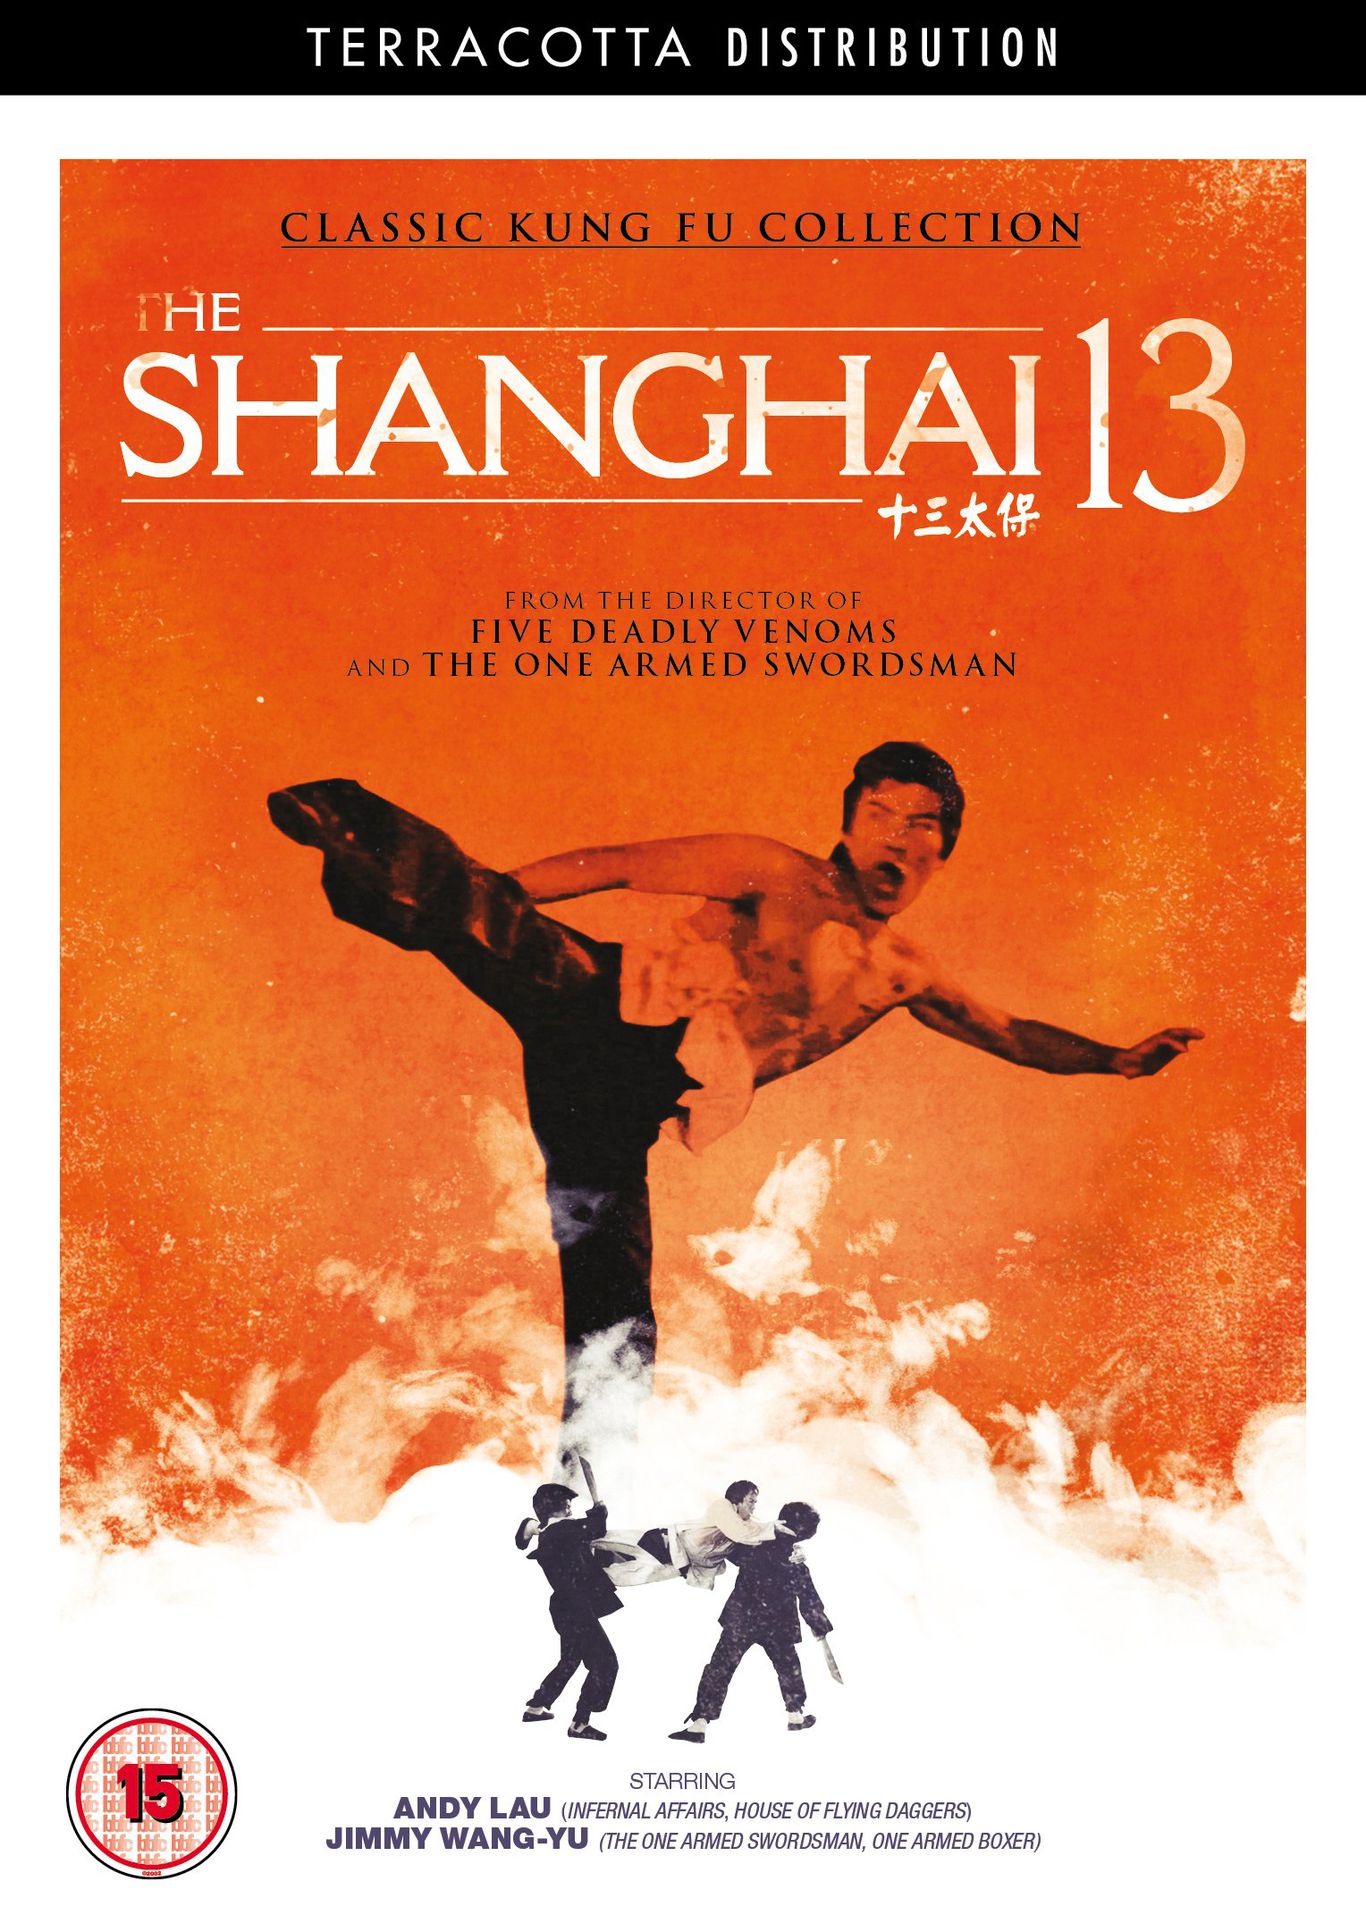 TERRACOTTA DISTRIBUTION
CLASSIC KUNG FU COLLECTION
THE
SHANGHAI 13
十三太保
FROM THE DIRECTOR OF
FIVE DEADLY VENOMS
AND THE ONE ARMED SWORDSMAN
15
bbfc
©2002
STARRING
ANDY LAU (INFERNAL AFFAIRS, HOUSE OF FLYING DAGGERS)
JIMMY WANG-YU (THE ONE ARMED SWORDSMAN, ONE ARMED BOXER)